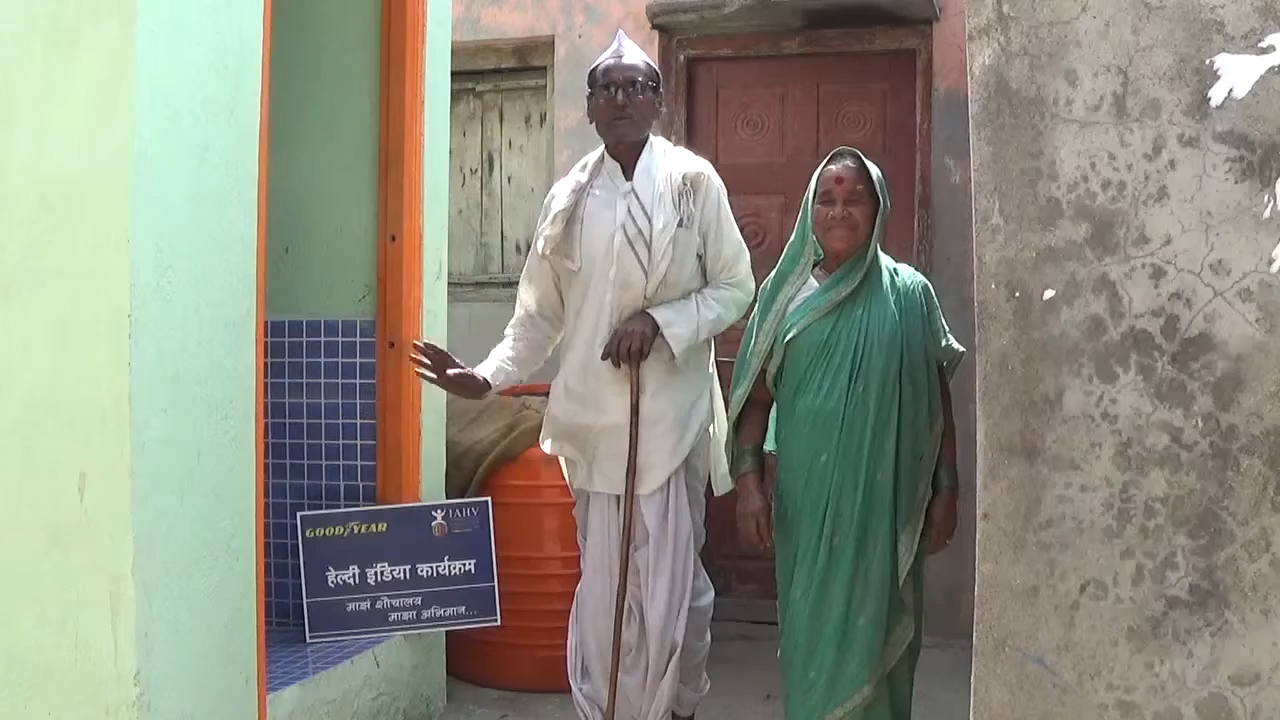 GOODYEAR
IAHV
हेल्दी इंडिया कार्यक्रम
माझं शौचालय
माझा अभिमान...